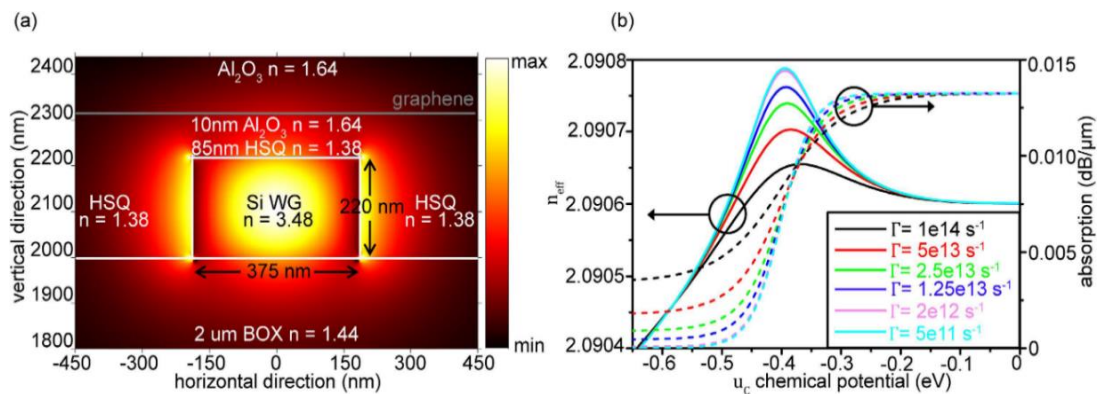 (a)
2400
2300
2200
2100
2000
1900
1800
vertical direction (nm)
Al₂O₃ n = 1.64
graphene
10nm Al₂O₃ n = 1.64
85nm HSQ n = 1.38
HSQ
n = 1.38
Si WG
n = 3.48
220 nm
HSQ
n = 1.38
375 nm
2 um BOX n = 1.44
-450 -300 -150 0 150 300 450
horizontal direction (nm)
max
min
(b)
2.0908
2.0907
2.0906
2.0905
2.0904
n_eff
0.015
0.010
0.005
0
absorption (dB/μm)
Γ= 1e14 s⁻¹
Γ= 5e13 s⁻¹
Γ= 2.5e13 s⁻¹
Γ= 1.25e13 s⁻¹
Γ= 2e12 s⁻¹
Γ= 5e11 s⁻¹
-0.6 -0.5 -0.4 -0.3 -0.2 -0.1 0
u_c chemical potential (eV)